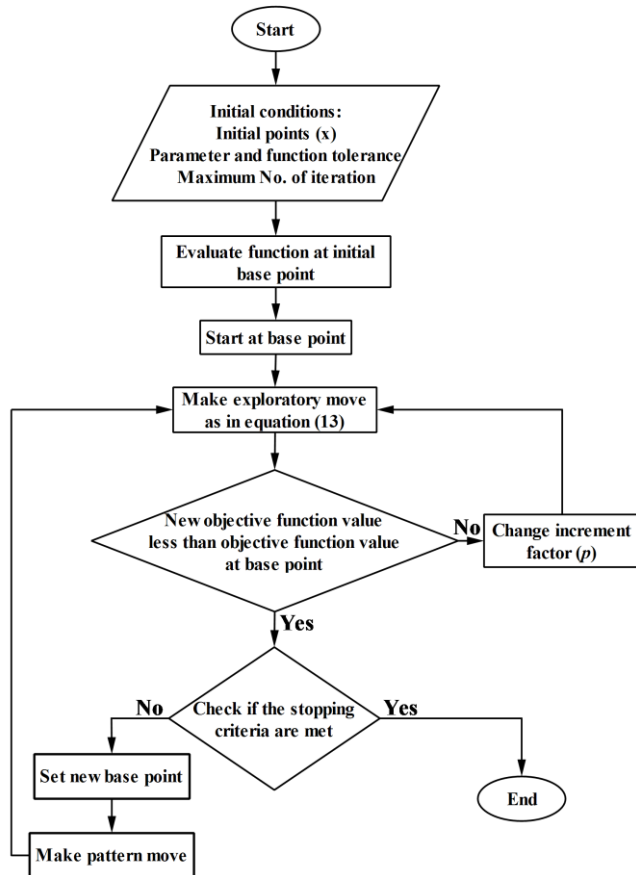 Start
Initial conditions:
Initial points (x)
Parameter and function tolerance
Maximum No. of iteration
Evaluate function at initial
base point
Start at base point
Make exploratory move
as in equation (13)
New objective function value
less than objective function value
at base point
No
Change increment
factor (p)
Yes
Check if the stopping
criteria are met
No
Yes
Set new base point
End
Make pattern move